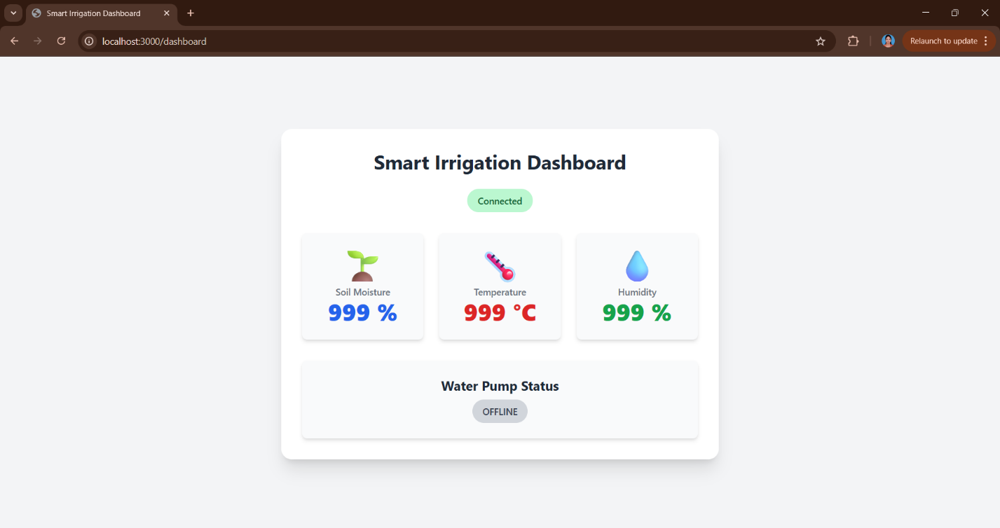 Smart Irrigation Dashboard
localhost:3000/dashboard
Relaunch to update
Smart Irrigation Dashboard
Connected
Soil Moisture
999 %
Temperature
999 °C
Humidity
999 %
Water Pump Status
OFFLINE